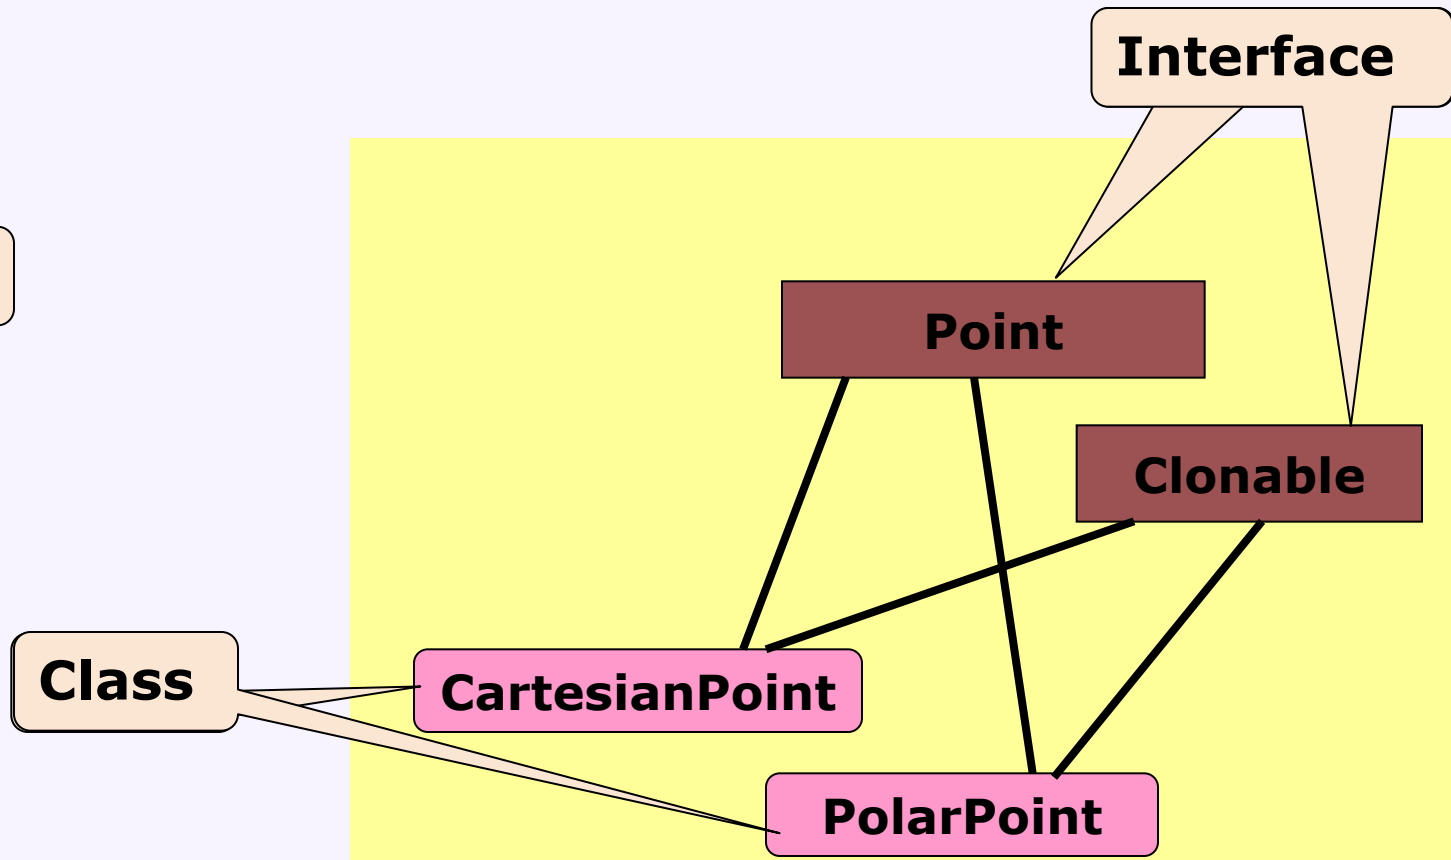 Interface
Point
Clonable
Class
CartesianPoint
PolarPoint